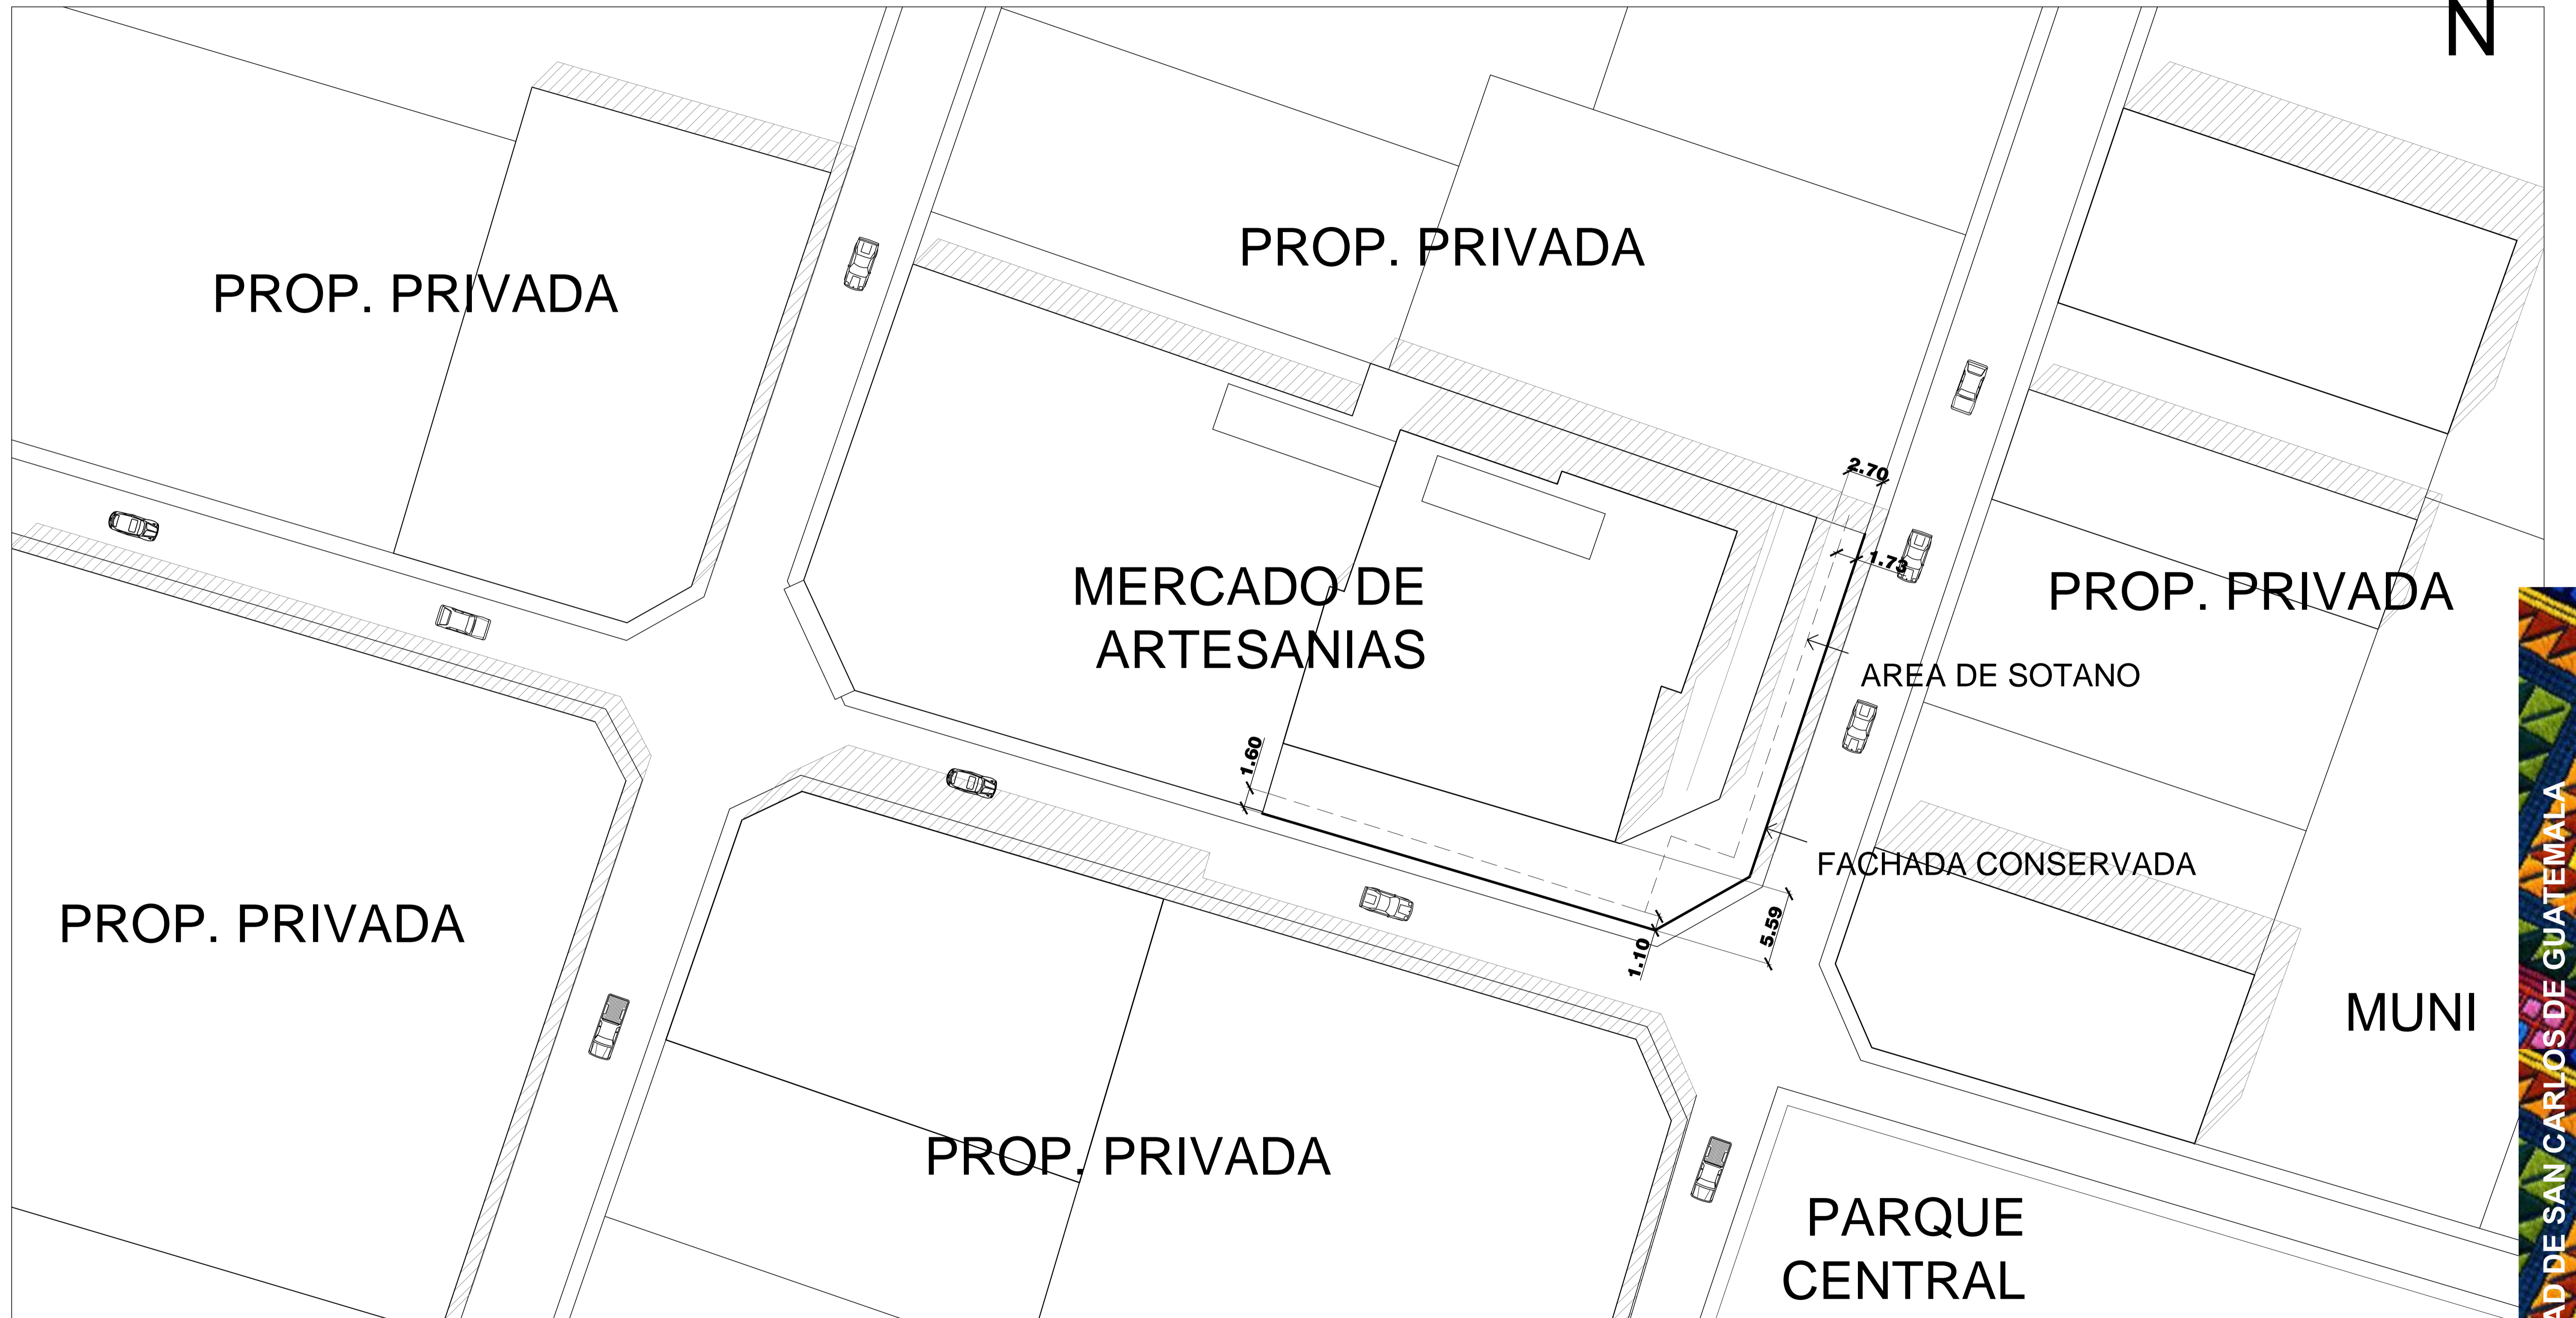 N
PROP. PRIVADA
PROP. PRIVADA
2.70
1.73
MERCADO DE
ARTESANIAS
PROP. PRIVADA
AREA DE SOTANO
1.60
FACHADA CONSERVADA
PROP. PRIVADA
5.59
1.10
MUNI
PROP. PRIVADA
PARQUE
CENTRAL
AD DE SAN CARLOS DE GUATEMALA